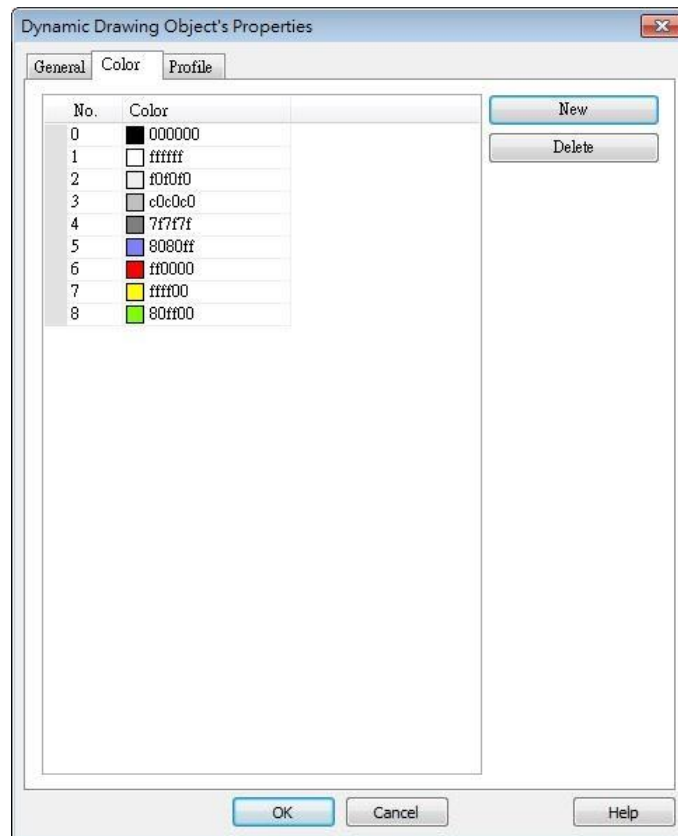 Dynamic Drawing Object's Properties
General Color Profile
No. Color
0 000000
1 ffffff
2 f0f0f0
3 c0c0c0
4 7f7f7f
5 8080ff
6 ff0000
7 ffff00
8 80ff00
New
Delete
OK Cancel Help